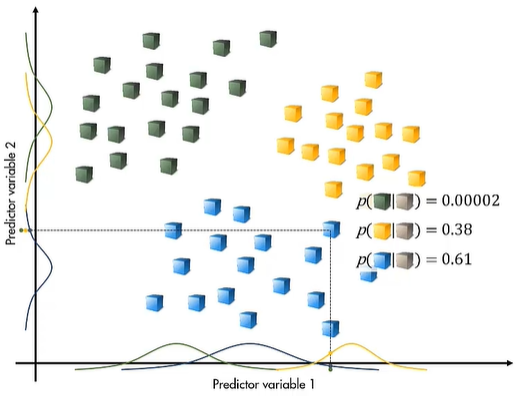 Predictor variable 2
p( | ) = 0.00002
p( | ) = 0.38
p( | ) = 0.61
Predictor variable 1